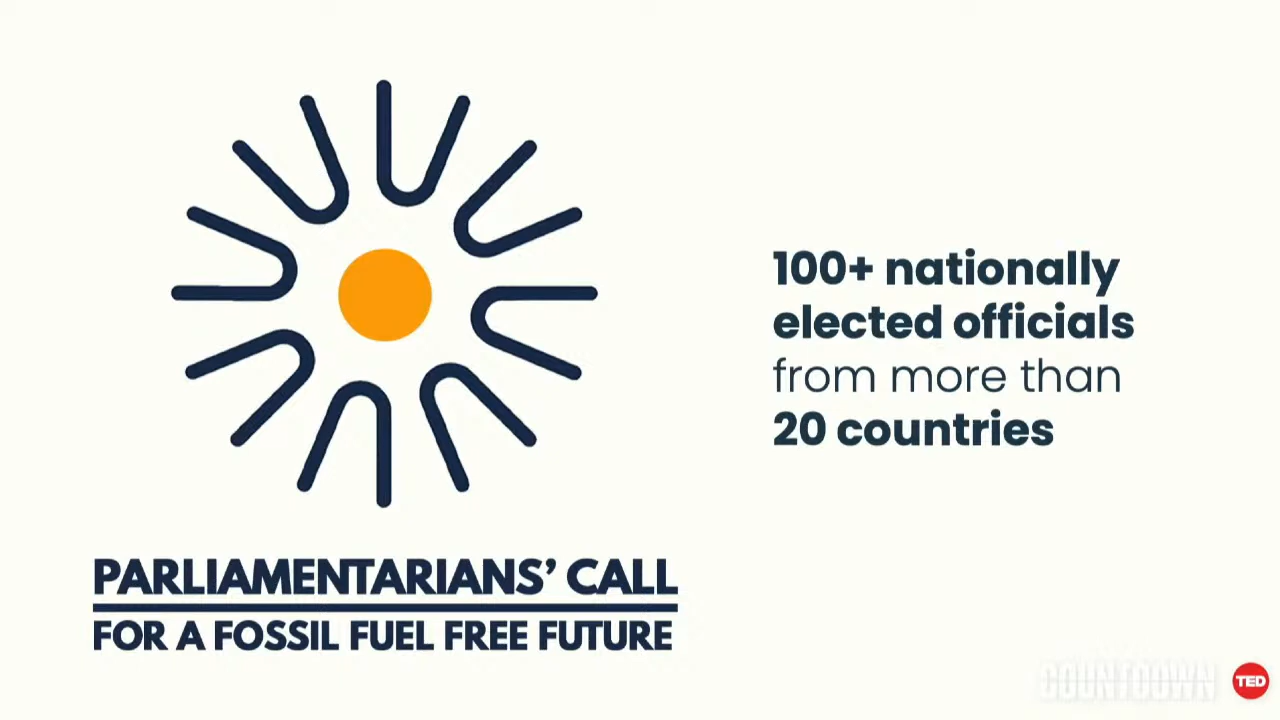 100+ nationally
elected officials
from more than
20 countries
PARLIAMENTARIANS’ CALL
FOR A FOSSIL FUEL FREE FUTURE
COUNTDOWN
TED